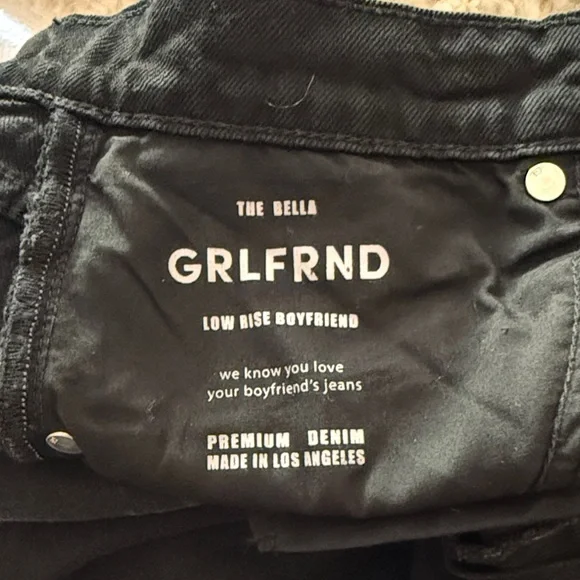 THE BELLA
GRLFRND
LOW RISE BOYFRIEND
we know you love
your boyfriend's jeans
PREMIUM DENIM
MADE IN LOS ANGELES